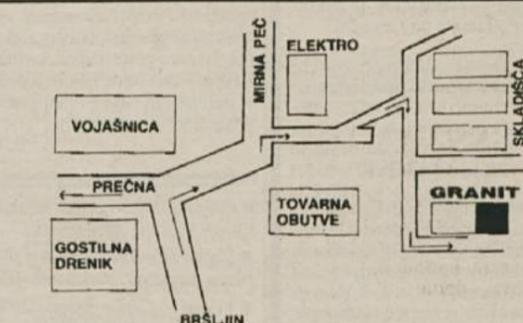 MIRNA PEČ
ELEKTRO
SKLADIŠČA
VOJAŠNICA
PREČNA
GRANIT
TOVARNA
OBUTVE
GOSTILNA
DRENIK
BRŠLJIN